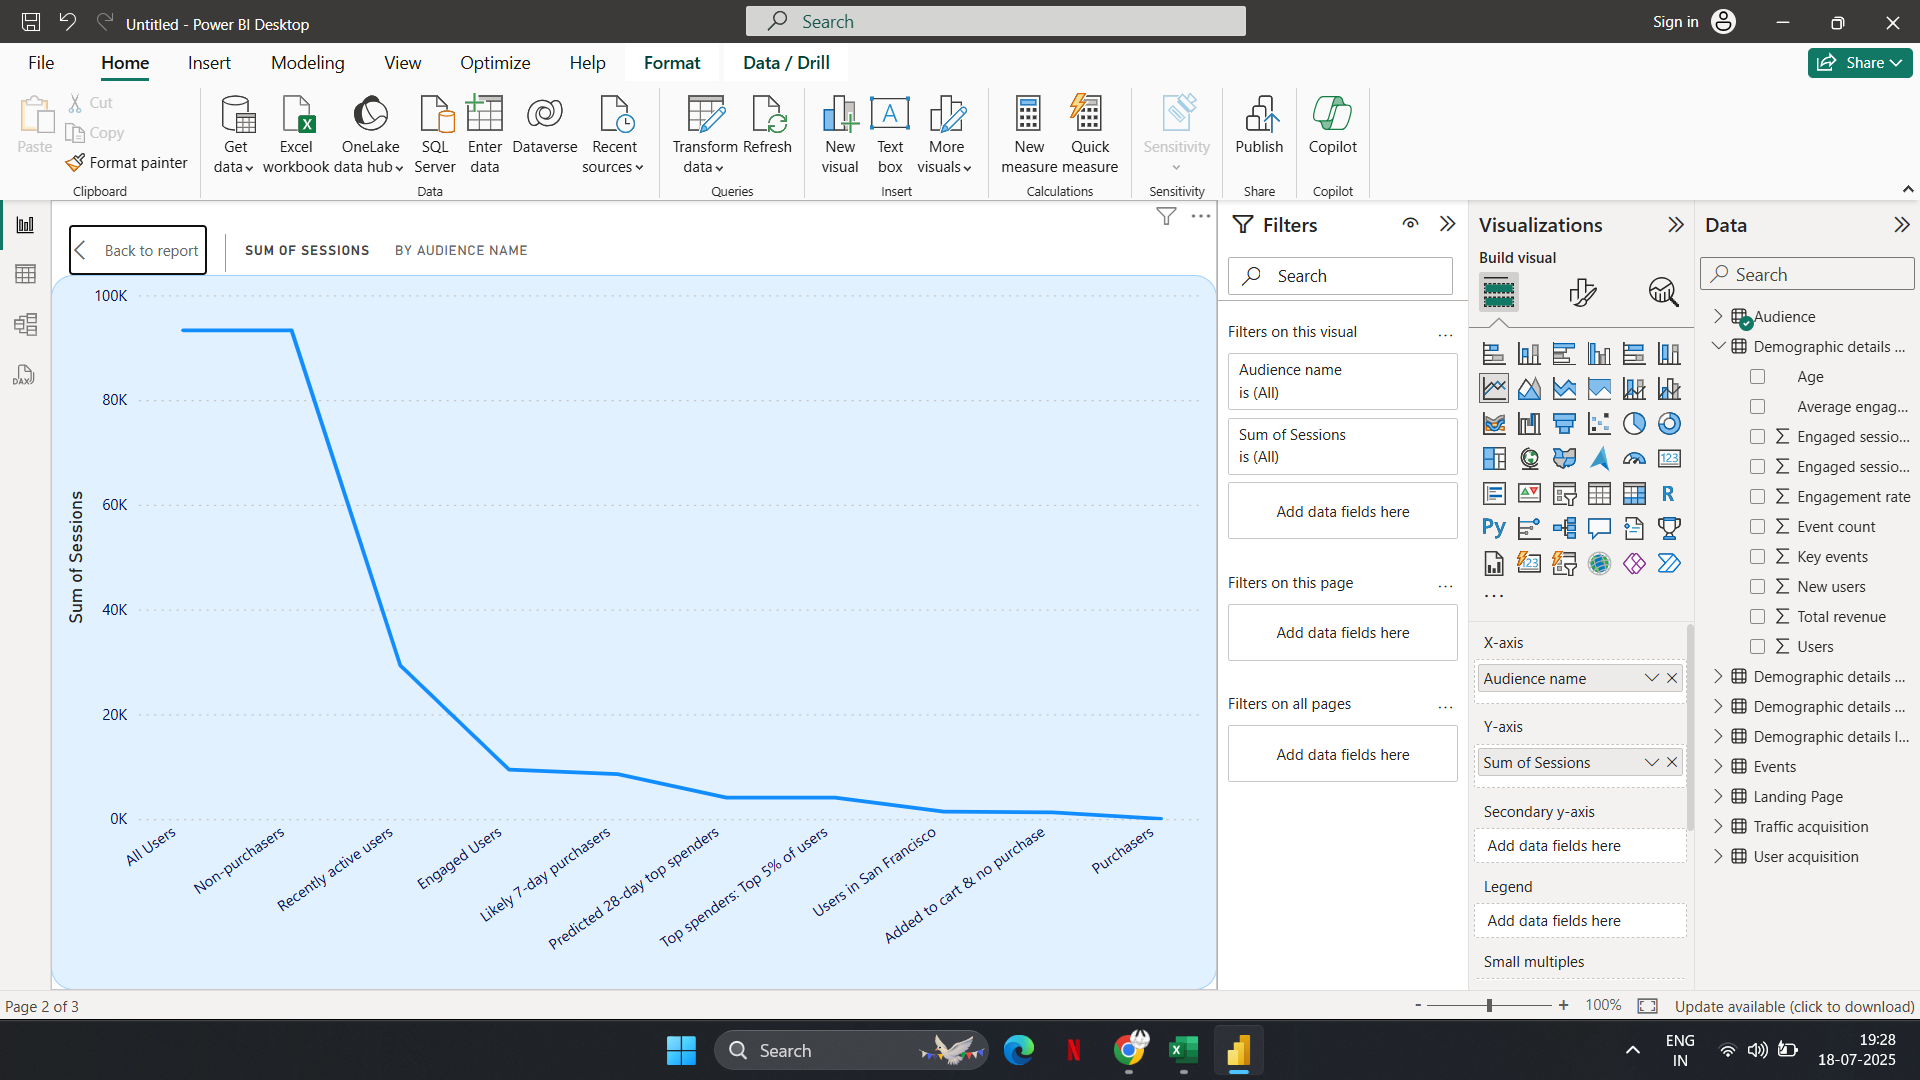 Untitled - Power BI Desktop
Search
Sign in
File
Home
Insert
Modeling
View
Optimize
Help
Format
Data / Drill
Share
Paste
Cut
Copy
Format painter
Clipboard
Get data
Excel workbook
OneLake data hub
SQL Server
Enter data
Dataverse
Recent sources
Data
Transform data
Refresh
Queries
New visual
Text box
More visuals
Insert
New measure
Quick measure
Calculations
Sensitivity
Sensitivity
Publish
Share
Copilot
Copilot
Back to report
SUM OF SESSIONS
BY AUDIENCE NAME
Sum of Sessions
100K
80K
60K
40K
20K
0K
All Users
Non-purchasers
Recently active users
Engaged Users
Likely 7-day purchasers
Predicted 28-day top spenders
Top spenders: Top 5% of users
Users in San Francisco
Added to cart & no purchase
Purchasers
Filters
Search
Filters on this visual
...
Audience name
is (All)
Sum of Sessions
is (All)
Add data fields here
Filters on this page
...
Add data fields here
Filters on all pages
...
Add data fields here
Visualizations
Build visual
123
R
Py
123
...
X-axis
Audience name
Y-axis
Sum of Sessions
Secondary y-axis
Add data fields here
Legend
Add data fields here
Small multiples
Data
Search
Audience
Demographic details ...
Age
Average engag...
Engaged sessio...
Engaged sessio...
Engagement rate
Event count
Key events
New users
Total revenue
Users
Demographic details ...
Demographic details ...
Demographic details l...
Events
Landing Page
Traffic acquisition
User acquisition
DAX
Page 2 of 3
- + 100%
Update available (click to download)
Search
ENG
IN
19:28
18-07-2025